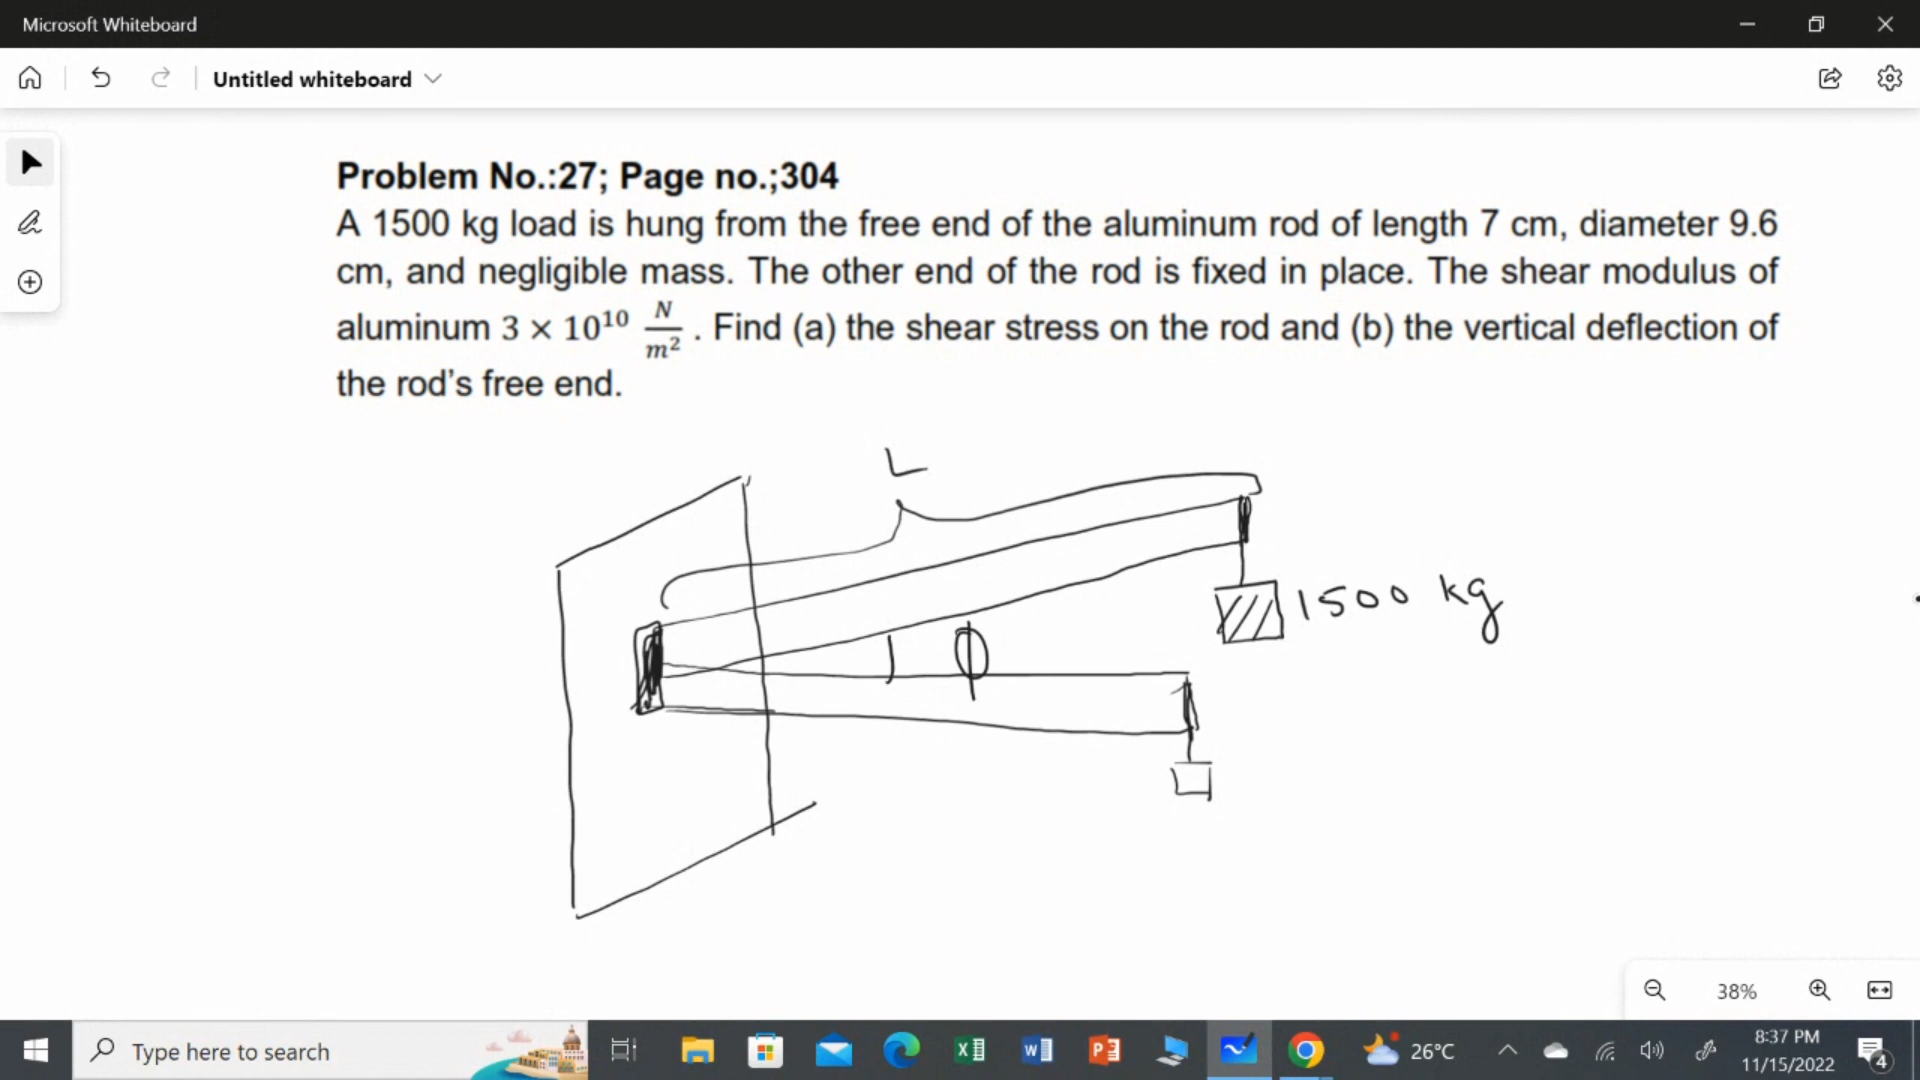 Microsoft Whiteboard
Untitled whiteboard
Problem No.:27; Page no.;304
A 1500 kg load is hung from the free end of the aluminum rod of length 7 cm, diameter 9.6
cm, and negligible mass. The other end of the rod is fixed in place. The shear modulus of
aluminum 3 × 10¹⁰ N/m² . Find (a) the shear stress on the rod and (b) the vertical deflection of
the rod’s free end.
L
1500 kg
ϕ
38%
Type here to search
26°C
8:37 PM
11/15/2022
4